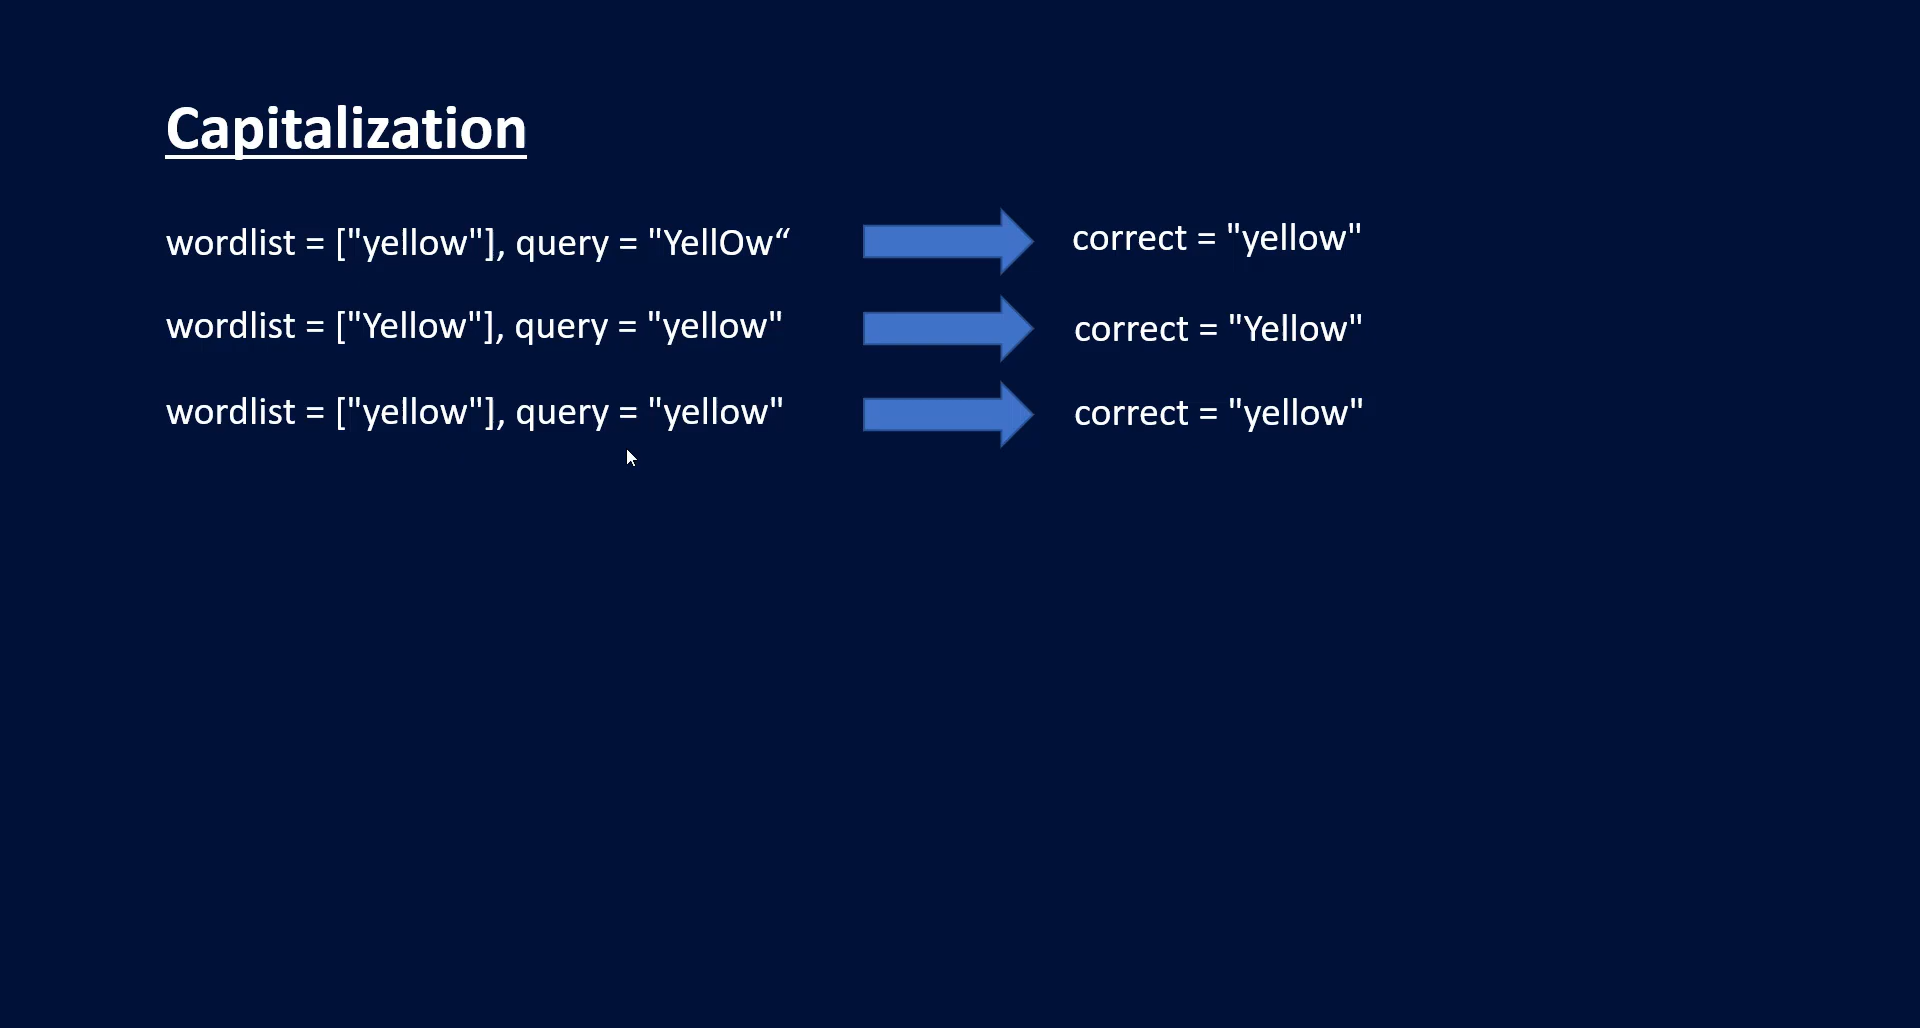 Capitalization
wordlist = ["yellow"], query = "YellOw“ correct = "yellow"
wordlist = ["Yellow"], query = "yellow" correct = "Yellow"
wordlist = ["yellow"], query = "yellow" correct = "yellow"